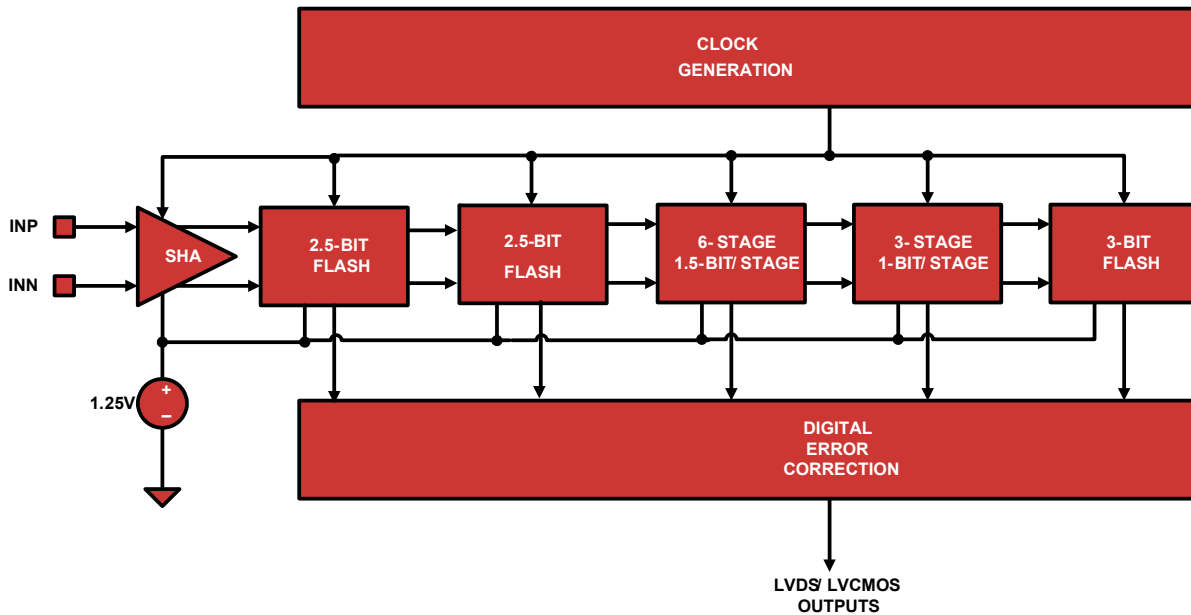 CLOCK
GENERATION
INP
INN
SHA
2.5-BIT
FLASH
2.5-BIT
FLASH
6- STAGE
1.5-BIT/ STAGE
3- STAGE
1-BIT/ STAGE
3-BIT
FLASH
1.25V
+
−
DIGITAL
ERROR
CORRECTION
LVDS/ LVCMOS
OUTPUTS